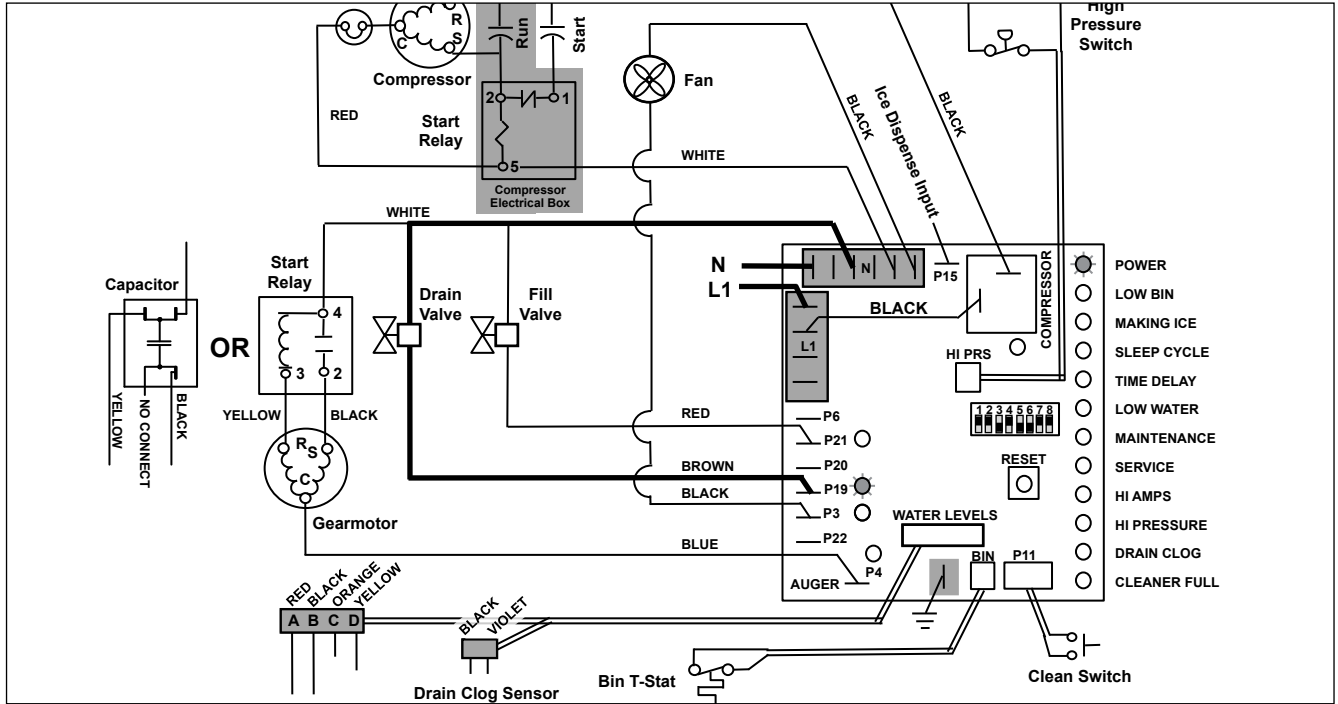 High
Pressure
Switch
R
S
C
Run
Start
Compressor
Fan
RED
Start
Relay
2
1
5
Compressor
Electrical Box
WHITE
BLACK
Ice Dispense Input
BLACK
WHITE
Capacitor
YELLOW
NO CONNECT
BLACK
OR
Start
Relay
4
3
2
YELLOW
BLACK
R
S
C
Gearmotor
Drain
Valve
Fill
Valve
N
L1
N
P15
L1
BLACK
COMPRESSOR
HI PRS
1 2 3 4 5 6 7 8
RESET
RED
BROWN
BLACK
BLUE
P6
P21
P20
P19
P3
P22
P4
AUGER
WATER LEVELS
BIN
P11
POWER
LOW BIN
MAKING ICE
SLEEP CYCLE
TIME DELAY
LOW WATER
MAINTENANCE
SERVICE
HI AMPS
HI PRESSURE
DRAIN CLOG
CLEANER FULL
RED
BLACK
ORANGE
YELLOW
A B C D
BLACK
VIOLET
Drain Clog Sensor
Bin T-Stat
Clean Switch